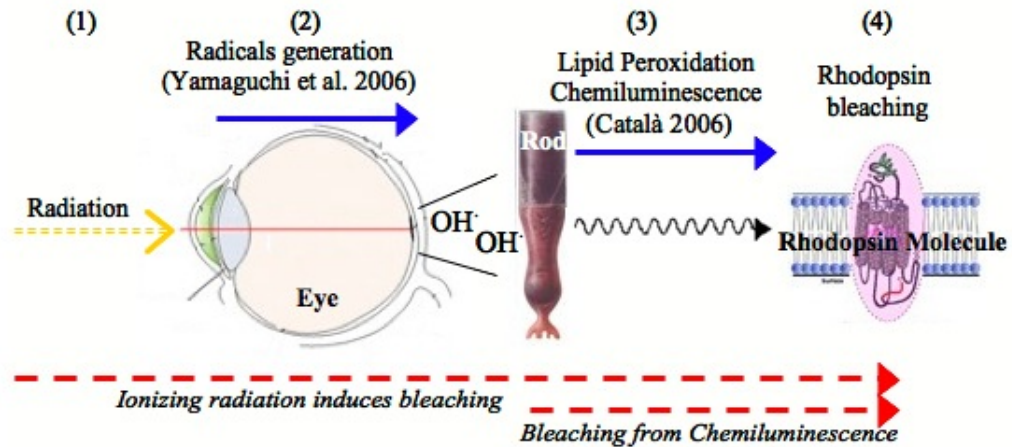 (1)
(2)
(3)
(4)
Radicals generation
(Yamaguchi et al. 2006)
Lipid Peroxidation
Chemiluminescence
(Català 2006)
Rhodopsin
bleaching
Radiation
Rod
OH·
OH·
Rhodopsin Molecule
Eye
Ionizing radiation induces bleaching
Bleaching from Chemiluminescence